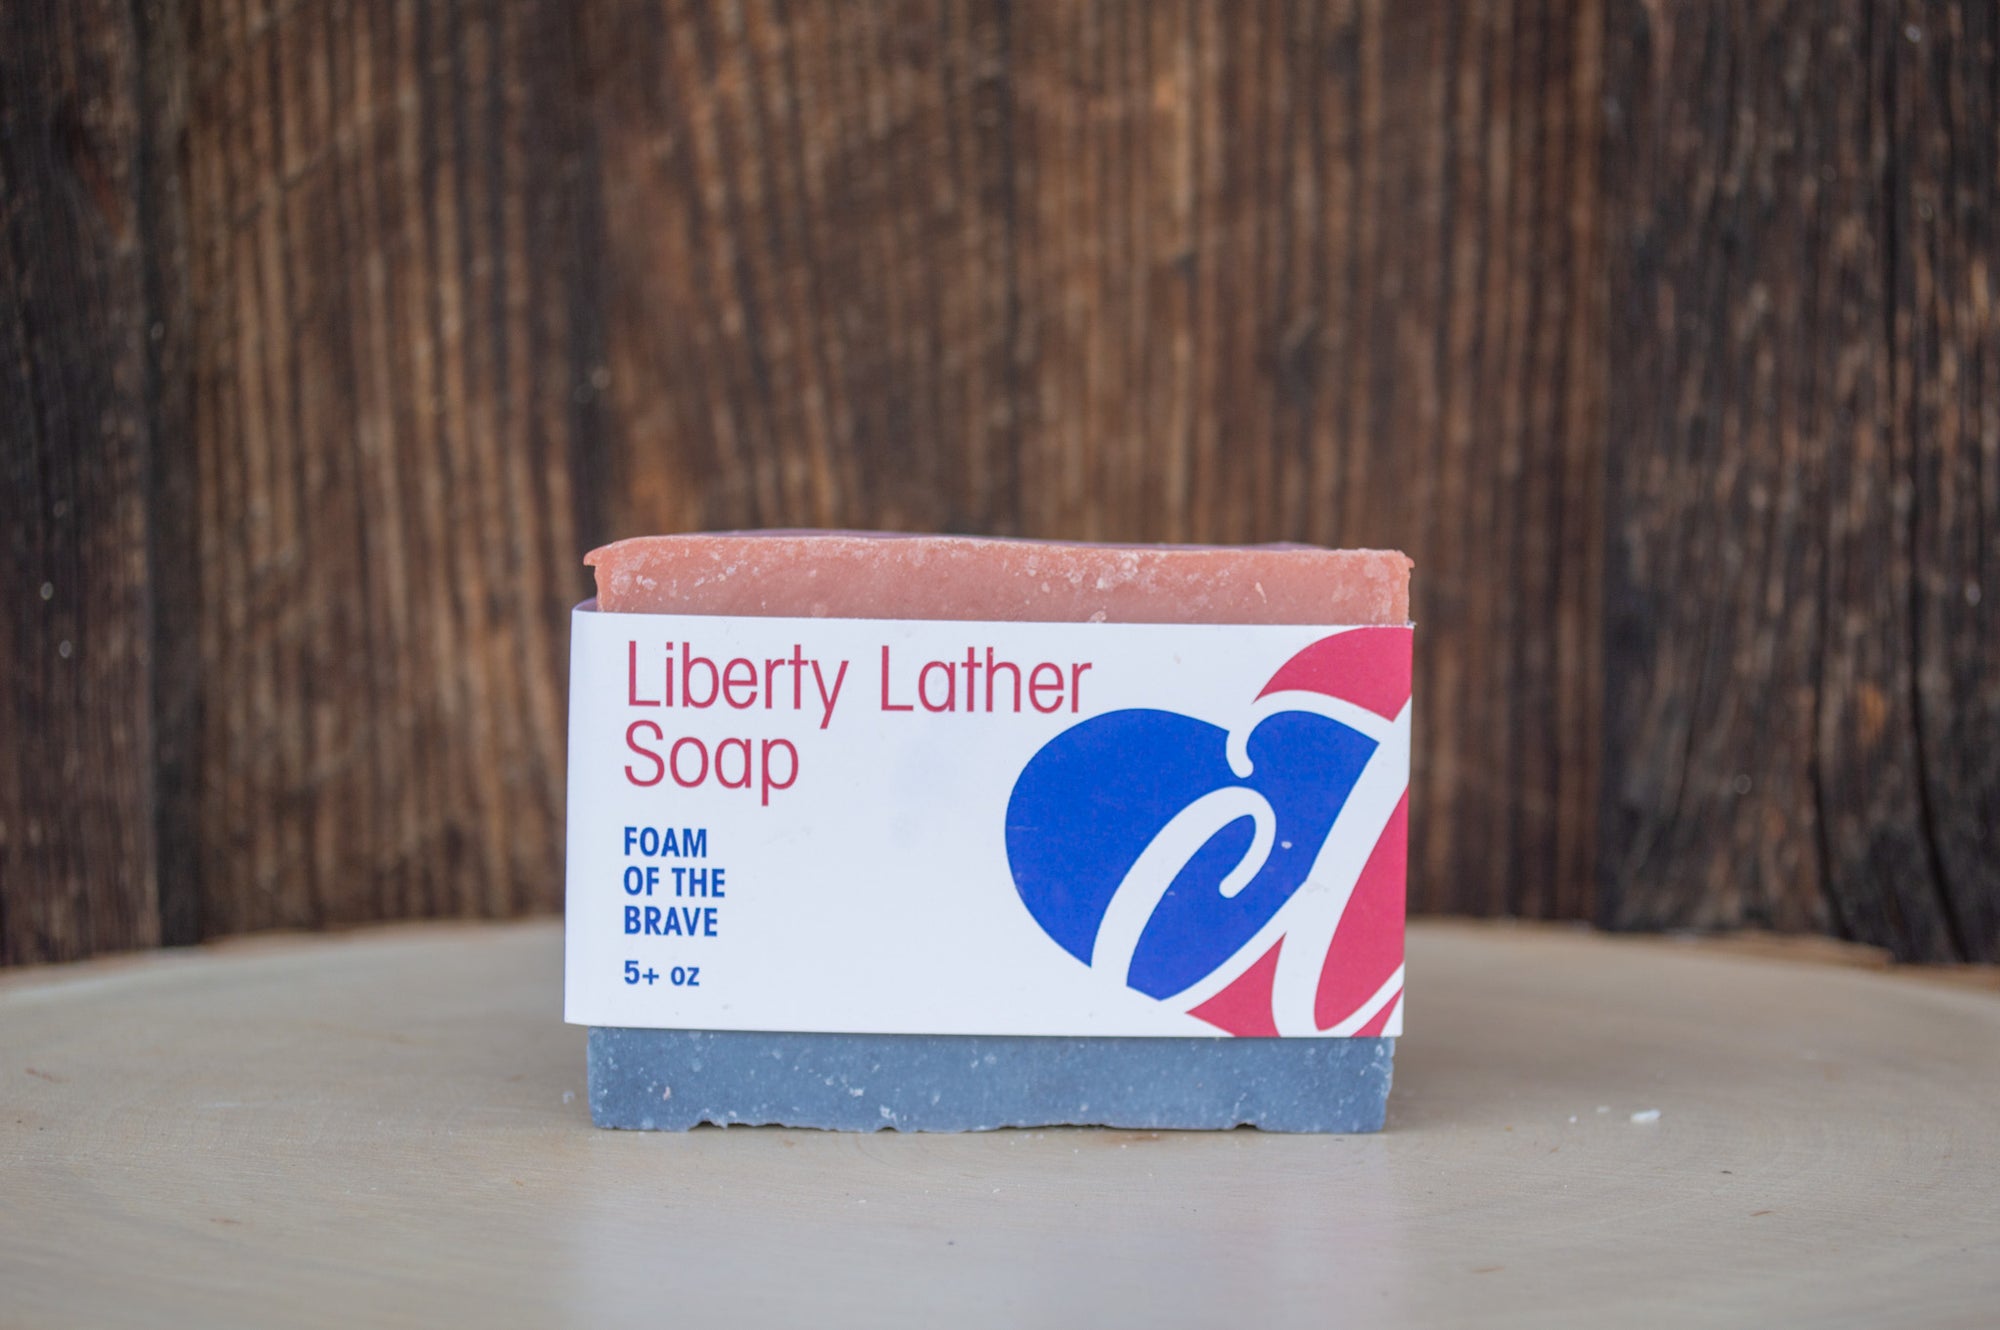 Liberty Lather
Soap
FOAM
OF THE
BRAVE
5+ oz